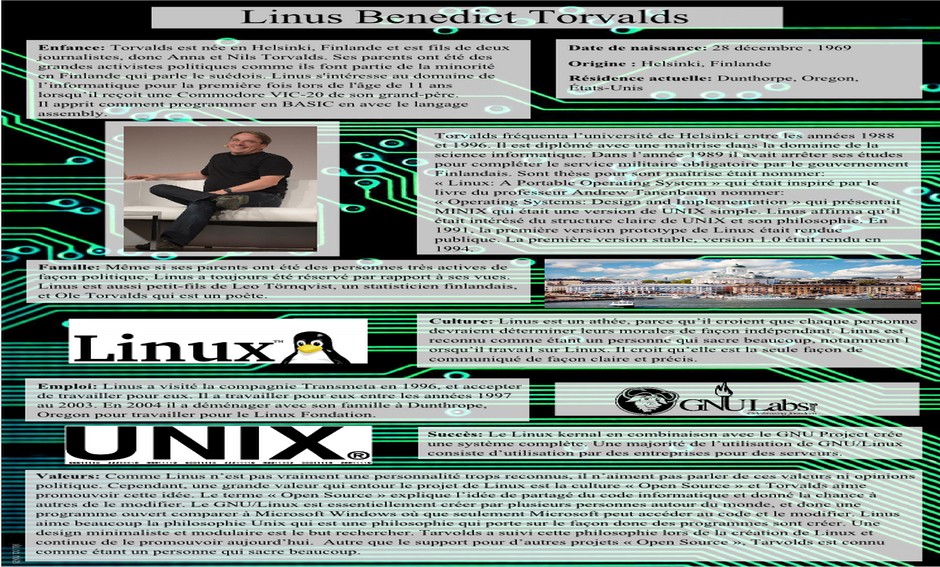 Linus Benedict Torvalds
Enfance: Torvalds est née en Helsinki, Finlande et est fils de deux
journalistes, donc Anna et Nils Torvalds. Ses parents ont été des
grandes activistes politiques comme ils font partie de la minorité
en Finlande qui parle le suédois. Linus s'intéresse au domaine de
l'informatique pour la première fois lors de l'âge de 11 ans
lorsqu'il reçoit une Commodore VIC-20 de son grand-père.
Il apprit comment programmer en BASIC en avec le langage
assembly.
Date de naissance: 28 décembre , 1969
Origine : Helsinki, Finlande
Résidence actuelle: Dunthorpe, Oregon,
États-Unis
Torvalds fréquenta l'université de Helsinki entre les années 1988
et 1996. Il est diplômé avec une maîtrise dans la domaine de la
science informatique. Dans l'année 1989 il avait arrêter ses études
pour compléter le service militaire obligatoire par le gouvernement
Finlandais. Sont thèse pour sont maîtrise était nommer:
« Linux: A Portable Operating System » qui était inspiré par le
livre du professeur Andrew Tanenbaum nommer:
« Operating Systems: Design and Implementation » qui présentait
MINIX qui était une version de UNIX simple. Linus affirma qu'il
était intérésé du structure claire de UNIX et son philosophie. En
1991, la première version prototype de Linux était rendue
publique. La première version stable, version 1.0 était rendu en
1994.
Famille: Même si ses parents ont été des personnes très actives de
façon politique, Linus a toujours été réservé par rapport à ses vues.
Linus est aussi petit-fils de Leo Törnqvist, un statisticien finlandais,
et Ole Torvalds qui est un poète.
Linux™
Culture: Linus est athée, parce qu'il croient que chaque personne
devraient déterminer leurs morales de façon indépendant. Linus est
reconnu comme étant un personne qui sacre beaucoup, notamment l
orsqu'il travail sur Linux. Il croit qu'elle est la seule façon de
communiqué de façon claire et précis.
Emploi: Linus a visité la compagnie Transmeta en 1996, et accepter
de travailler pour eux. Il a travailler pour eux entre les années 1997
au 2003. En 2004 il a déménager avec son famille à Dunthrope,
Oregon pour travailler pour le Linux Fondation.
GNU Labs
UNIX®
Succès: Le Linux kernul en combinaison avec le GNU Project crée
une système complète. Une majorité de l'utilisation de GNU/Linux
consiste d'utilisation par des entreprises pour des serveurs.
Valeurs: Comme Linus n'est pas vraiment une personnalité trops reconnus, il n'aiment pas parler de ces valeurs ni opinions
politique. Cependant, une grande valeur qui entour le projet de Linux est la culture « Open Source » et Torvalds aime
promouvoir cette idée. Le terme « Open Source » explique l'idée de partagé du code informatique et donné la chance à
autres de le modifier. Le GNU/Linux est essentiellement créer par plusieurs personnes autour du monde, et donc une
programme ouvert comparer à Microsoft Windows où que seulement Microsoft peut accéder au code et le modifier. Linus
aime beaucoup la philosophie Unix qui est une philosophie qui porte sur le façon donc des programmes sont créer. Une
design minimaliste et modulaire est le but rechercher. Tarvolds a suivi cette philosophie lors de la création de Linux et
continue de le promouvoir aujourd'hui. Autre que le support pour d'autres projets « Open Source », Tarvolds est connu
comme étant un personne qui sacre beaucoup.